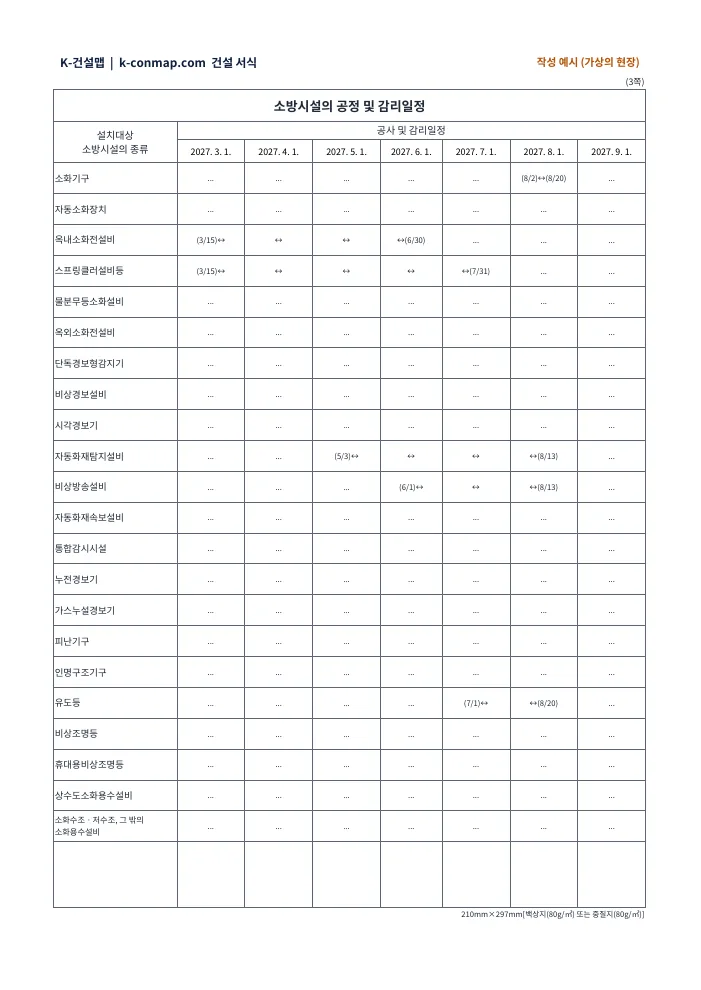 K-건설맵 | k-conmap.com 건설 서식
작성 예시 (가상의 현장)
(3쪽)
소방시설의 공정 및 감리일정
설치대상
소방시설의 종류
공사 및 감리일정
2027. 3. 1. 2027. 4. 1. 2027. 5. 1. 2027. 6. 1. 2027. 7. 1. 2027. 8. 1. 2027. 9. 1.
소화기구 ... ... ... ... ... (8/2)↔(8/20) ...
자동소화장치 ... ... ... ... ... ... ...
옥내소화전설비 (3/15)↔ ↔ ↔ ↔(6/30) ... ... ...
스프링클러설비등 (3/15)↔ ↔ ↔ ↔ ↔(7/31) ... ...
물분무등소화설비 ... ... ... ... ... ... ...
옥외소화전설비 ... ... ... ... ... ... ...
단독경보형감지기 ... ... ... ... ... ... ...
비상경보설비 ... ... ... ... ... ... ...
시각경보기 ... ... ... ... ... ... ...
자동화재탐지설비 ... ... (5/3)↔ ↔ ↔ ↔(8/13) ...
비상방송설비 ... ... ... (6/1)↔ ↔ ↔(8/13) ...
자동화재속보설비 ... ... ... ... ... ... ...
통합감시시설 ... ... ... ... ... ... ...
누전경보기 ... ... ... ... ... ... ...
가스누설경보기 ... ... ... ... ... ... ...
피난기구 ... ... ... ... ... ... ...
인명구조기구 ... ... ... ... ... ... ...
유도등 ... ... ... ... (7/1)↔ ↔(8/20) ...
비상조명등 ... ... ... ... ... ... ...
휴대용비상조명등 ... ... ... ... ... ... ...
상수도소화용수설비 ... ... ... ... ... ... ...
소화수조ㆍ저수조, 그 밖의
소화용수설비 ... ... ... ... ... ... ...
210mm×297mm[백상지(80g/㎡) 또는 중질지(80g/㎡)]